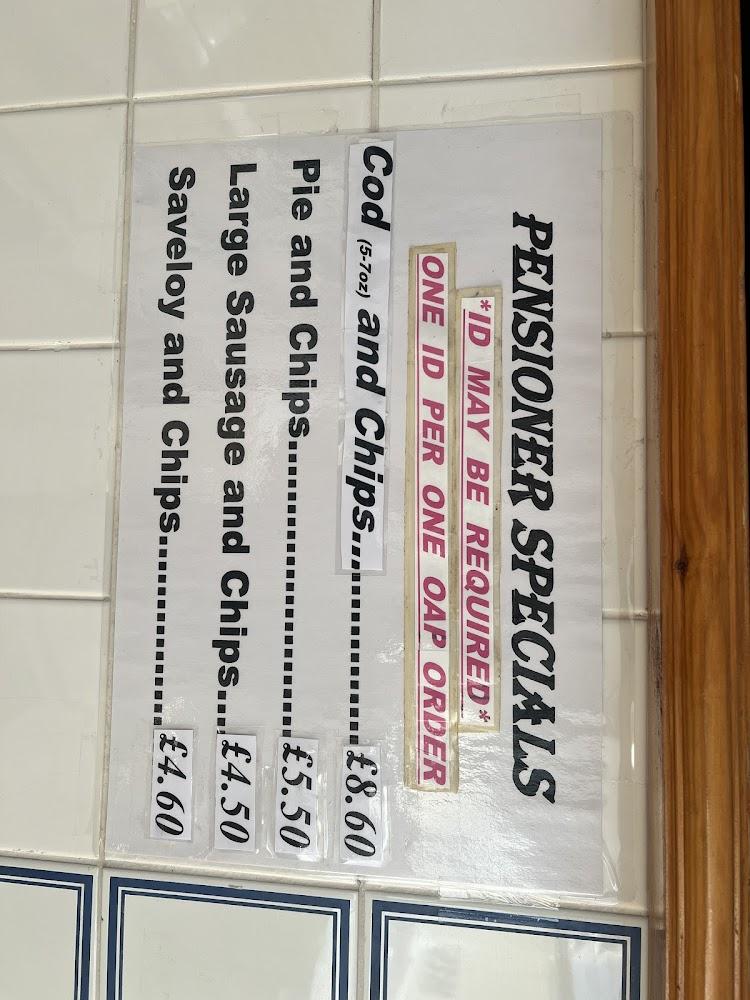 PENSIONER SPECIALS
*ID MAY BE REQUIRED*
ONE ID PER ONE OAP ORDER
Cod (5-7oz) and Chips..................£8.60
Pie and Chips..........................£5.50
Large Sausage and Chips....£4.50
Saveloy and Chips.................£4.60